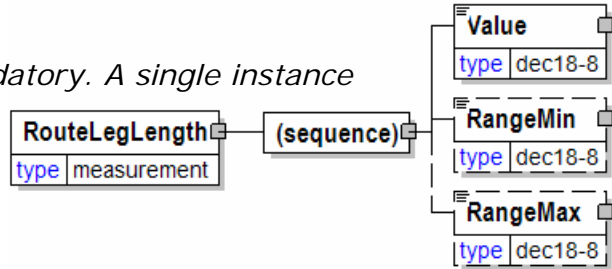 Value
type dec18-8
datory. A single instance
RangeMin
RouteLegLength
(sequence)
type measurement
type dec18-8
RangeMax
type dec18-8